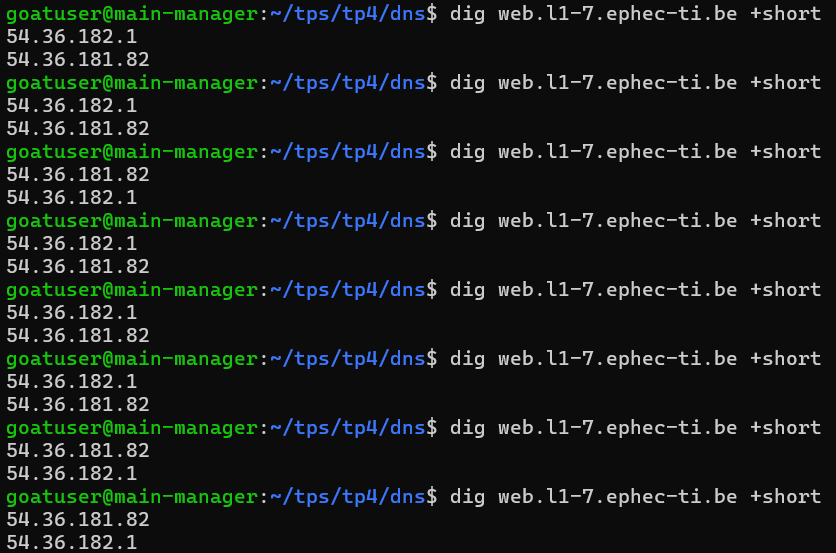 goatuser@main-manager:~/tps/tp4/dns$ dig web.l1-7.ephec-ti.be +short
54.36.182.1
54.36.181.82
goatuser@main-manager:~/tps/tp4/dns$ dig web.l1-7.ephec-ti.be +short
54.36.182.1
54.36.181.82
goatuser@main-manager:~/tps/tp4/dns$ dig web.l1-7.ephec-ti.be +short
54.36.181.82
54.36.182.1
goatuser@main-manager:~/tps/tp4/dns$ dig web.l1-7.ephec-ti.be +short
54.36.182.1
54.36.181.82
goatuser@main-manager:~/tps/tp4/dns$ dig web.l1-7.ephec-ti.be +short
54.36.182.1
54.36.181.82
goatuser@main-manager:~/tps/tp4/dns$ dig web.l1-7.ephec-ti.be +short
54.36.182.1
54.36.181.82
goatuser@main-manager:~/tps/tp4/dns$ dig web.l1-7.ephec-ti.be +short
54.36.181.82
54.36.182.1
goatuser@main-manager:~/tps/tp4/dns$ dig web.l1-7.ephec-ti.be +short
54.36.181.82
54.36.182.1